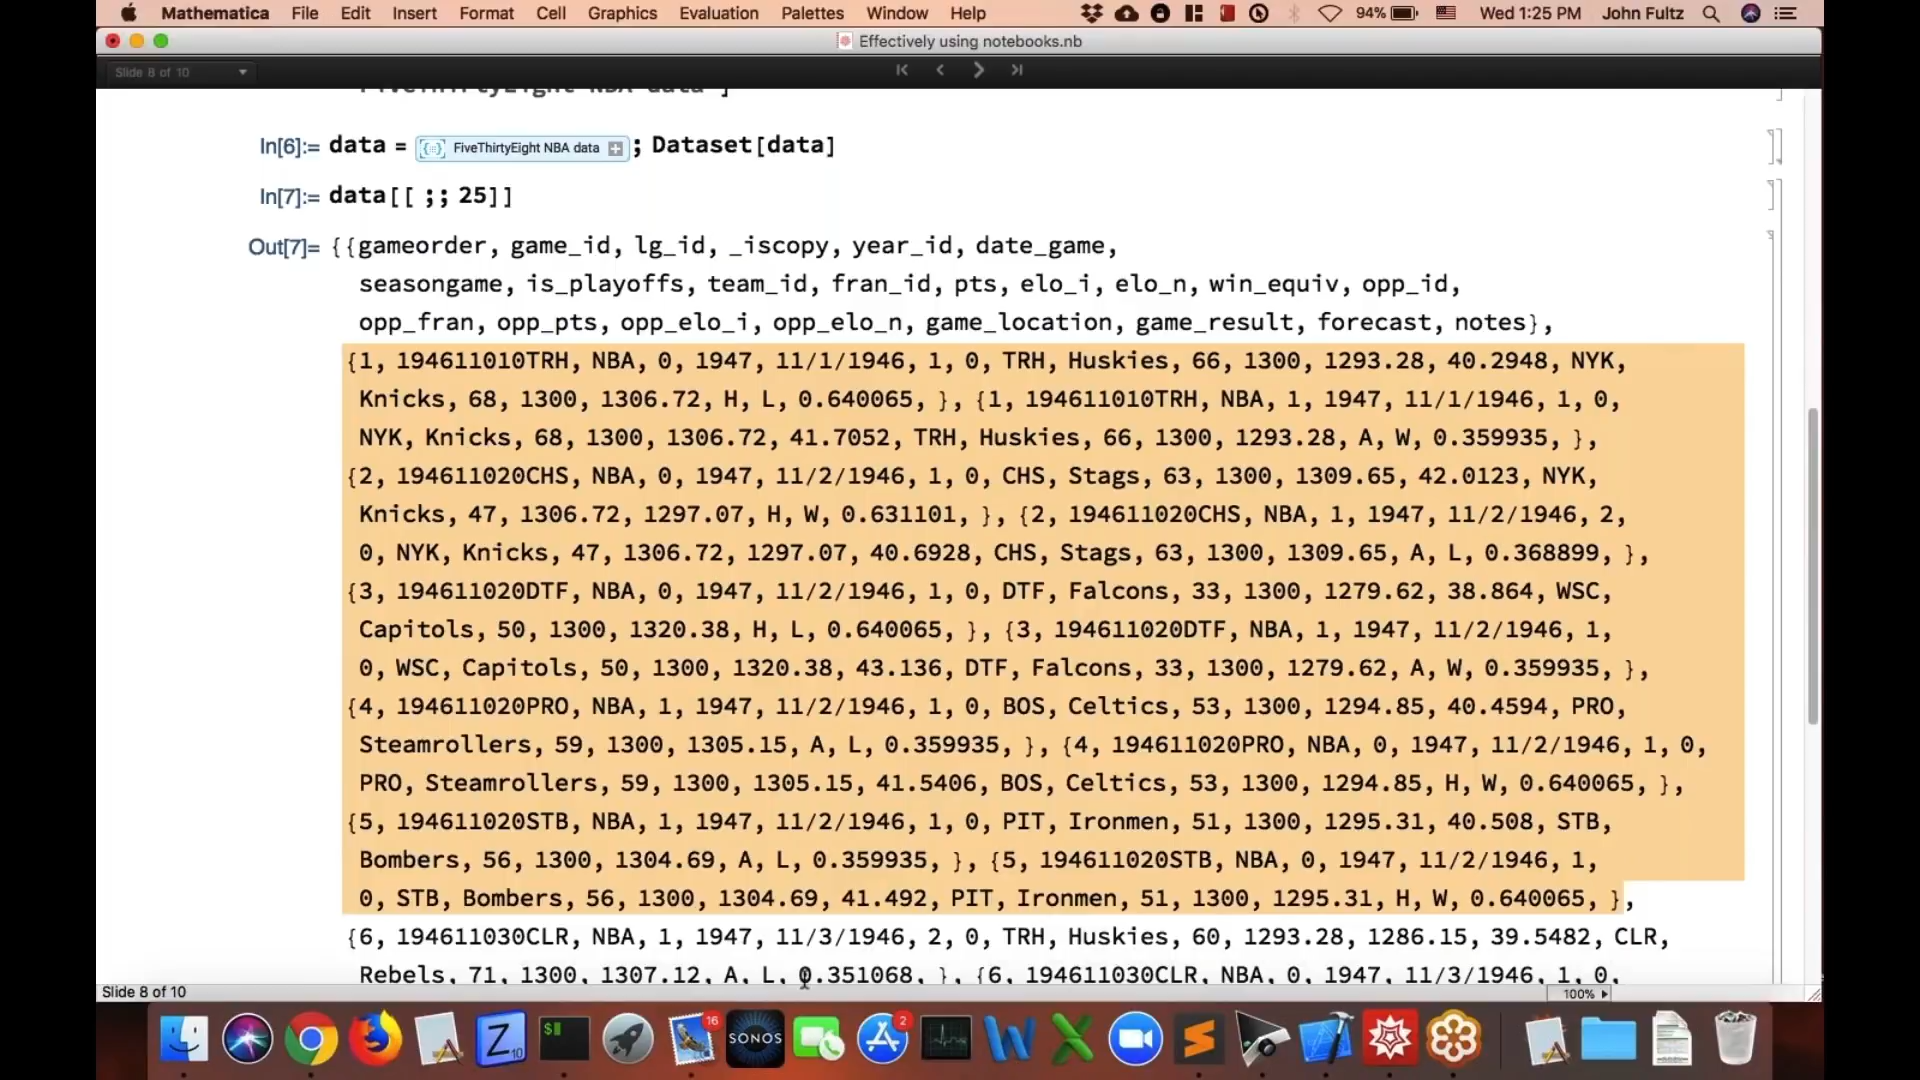 Mathematica File Edit Insert Format Cell Graphics Evaluation Palettes Window Help 94% Wed 1:25 PM John Fultz
Effectively using notebooks.nb
Slide 8 of 10
In[6]:= data = FiveThirtyEight NBA data ; Dataset[data]
In[7]:= data[[ ;; 25]]
Out[7]= {{gameorder, game_id, lg_id, _iscopy, year_id, date_game,
seasongame, is_playoffs, team_id, fran_id, pts, elo_i, elo_n, win_equiv, opp_id,
opp_fran, opp_pts, opp_elo_i, opp_elo_n, game_location, game_result, forecast, notes},
{1, 194611010TRH, NBA, 0, 1947, 11/1/1946, 1, 0, TRH, Huskies, 66, 1300, 1293.28, 40.2948, NYK,
Knicks, 68, 1300, 1306.72, H, L, 0.640065, }, {1, 194611010TRH, NBA, 1, 1947, 11/1/1946, 1, 0,
NYK, Knicks, 68, 1300, 1306.72, 41.7052, TRH, Huskies, 66, 1300, 1293.28, A, W, 0.359935, },
{2, 194611020CHS, NBA, 0, 1947, 11/2/1946, 1, 0, CHS, Stags, 63, 1300, 1309.65, 42.0123, NYK,
Knicks, 47, 1306.72, 1297.07, H, W, 0.631101, }, {2, 194611020CHS, NBA, 1, 1947, 11/2/1946, 2,
0, NYK, Knicks, 47, 1306.72, 1297.07, 40.6928, CHS, Stags, 63, 1300, 1309.65, A, L, 0.368899, },
{3, 194611020DTF, NBA, 0, 1947, 11/2/1946, 1, 0, DTF, Falcons, 33, 1300, 1279.62, 38.864, WSC,
Capitols, 50, 1300, 1320.38, H, L, 0.640065, }, {3, 194611020DTF, NBA, 1, 1947, 11/2/1946, 1,
0, WSC, Capitols, 50, 1300, 1320.38, 43.136, DTF, Falcons, 33, 1300, 1279.62, A, W, 0.359935, },
{4, 194611020PRO, NBA, 1, 1947, 11/2/1946, 1, 0, BOS, Celtics, 53, 1300, 1294.85, 40.4594, PRO,
Steamrollers, 59, 1300, 1305.15, A, L, 0.359935, }, {4, 194611020PRO, NBA, 0, 1947, 11/2/1946, 1, 0,
PRO, Steamrollers, 59, 1300, 1305.15, 41.5406, BOS, Celtics, 53, 1300, 1294.85, H, W, 0.640065, },
{5, 194611020STB, NBA, 1, 1947, 11/2/1946, 1, 0, PIT, Ironmen, 51, 1300, 1295.31, 40.508, STB,
Bombers, 56, 1300, 1304.69, A, L, 0.359935, }, {5, 194611020STB, NBA, 0, 1947, 11/2/1946, 1,
0, STB, Bombers, 56, 1300, 1304.69, 41.492, PIT, Ironmen, 51, 1300, 1295.31, H, W, 0.640065, },
{6, 194611030CLR, NBA, 1, 1947, 11/3/1946, 2, 0, TRH, Huskies, 60, 1293.28, 1286.15, 39.5482, CLR,
Rebels, 71, 1300, 1307.12, A, L, 0.351068, }, {6, 194611030CLR, NBA, 0, 1947, 11/3/1946, 1, 0,
Slide 8 of 10 100%
16 SONOS 2
Z 10 $